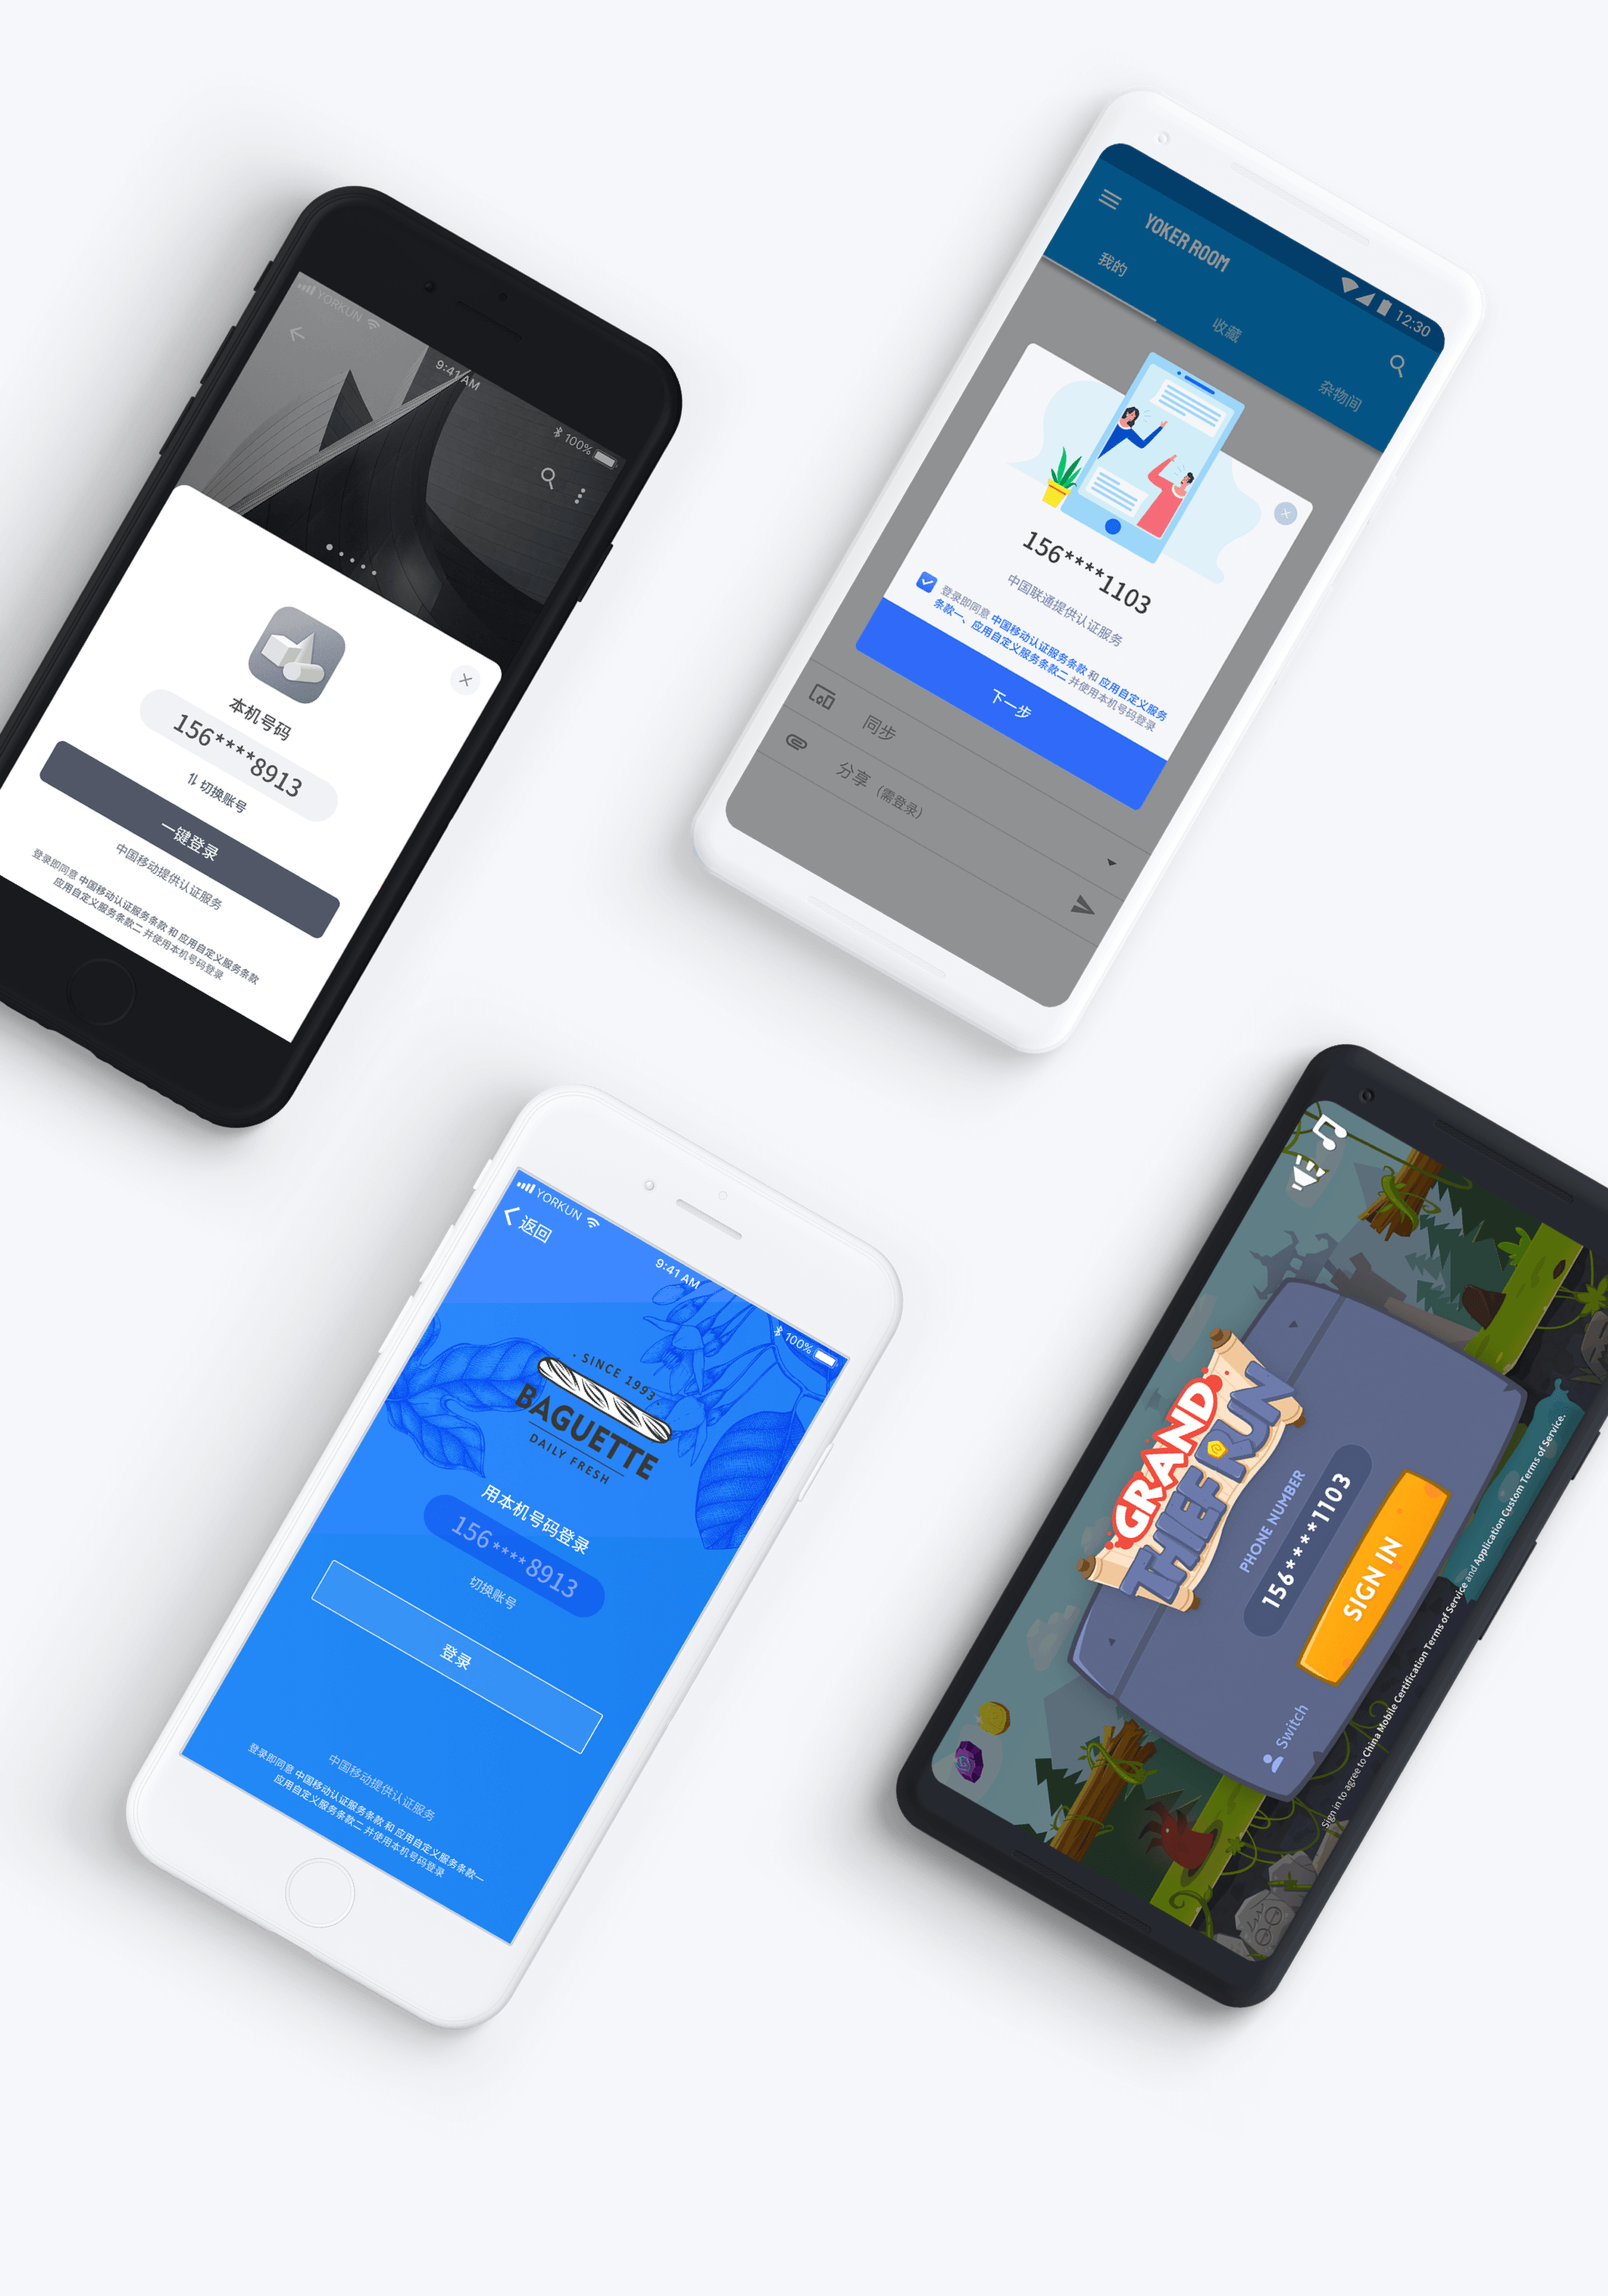 YORKUN
9:41 AM
100%
本机号码
156****8913
切换账号
一键登录
中国移动提供认证服务
登录即同意 中国移动认证服务条款 和 应用自定义服务条款
应用自定义服务条款二 并使用本机号码登录
12:30
YOKER ROOM
我的
收藏
杂物间
156****1103
中国联通提供认证服务
登录即同意 中国移动认证服务条款 和 应用自定义服务
条款一、应用自定义服务条款二 并使用本机号码登录
下一步
同步
分享（需登录）
YORKUN
9:41 AM
100%
返回
. SINCE 1993.
BAGUETTE
DAILY FRESH
用本机号码登录
156****8913
切换账号
登录
中国移动提供认证服务
登录即同意 中国移动认证服务条款 和 应用自定义服务条款一
应用自定义服务条款二 并使用本机号码登录
GRAND
THIEF RUN
PHONE NUMBER
156****1103
SIGN IN
Switch
Sign in to agree to China Mobile Certification Terms of Service and Application Custom Terms of Service.